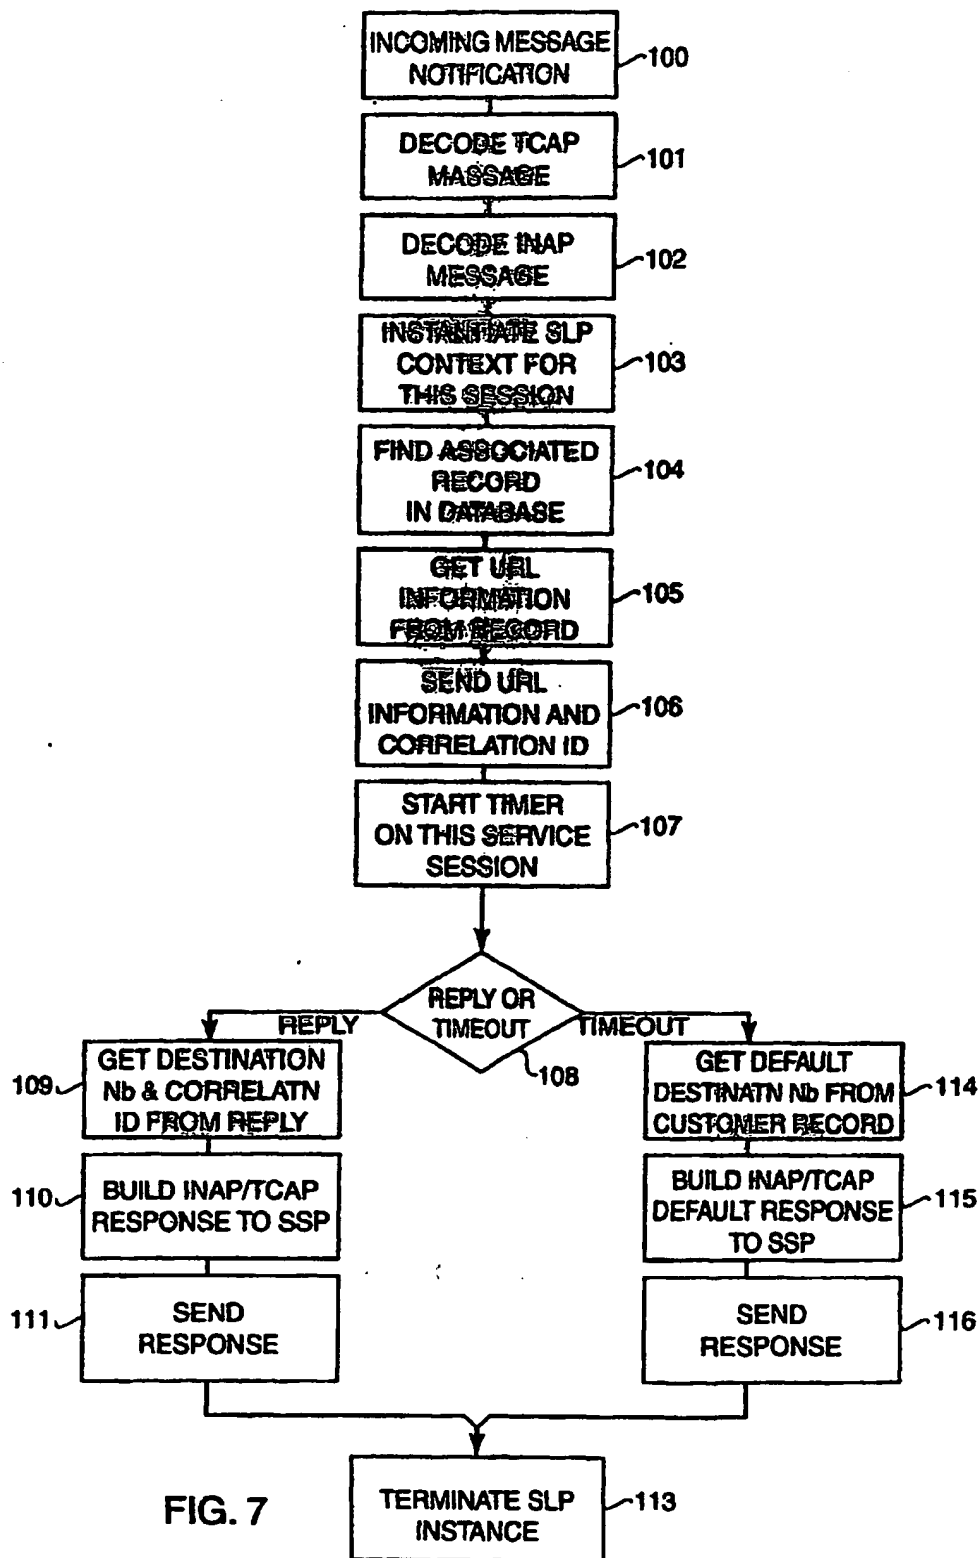 INCOMING MESSAGE
NOTIFICATION
100
DECODE TCAP
MASSAGE
101
DECODE INAP
MESSAGE
102
INSTANTIATE SLP
CONTEXT FOR
THIS SESSION
103
FIND ASSOCIATED
RECORD
IN DATABASE
104
GET URL
INFORMATION
FROM RECORD
105
SEND URL
INFORMATION AND
CORRELATION ID
106
START TIMER
ON THIS SERVICE
SESSION
107
REPLY OR
TIMEOUT
108
REPLY
TIMEOUT
109
GET DESTINATION
Nb & CORRELATN
ID FROM REPLY
GET DEFAULT
DESTINATN Nb FROM
CUSTOMER RECORD
114
110
BUILD INAP/TCAP
RESPONSE TO SSP
BUILD INAP/TCAP
DEFAULT RESPONSE
TO SSP
115
111
SEND
RESPONSE
SEND
RESPONSE
116
TERMINATE SLP
INSTANCE
113
FIG. 7